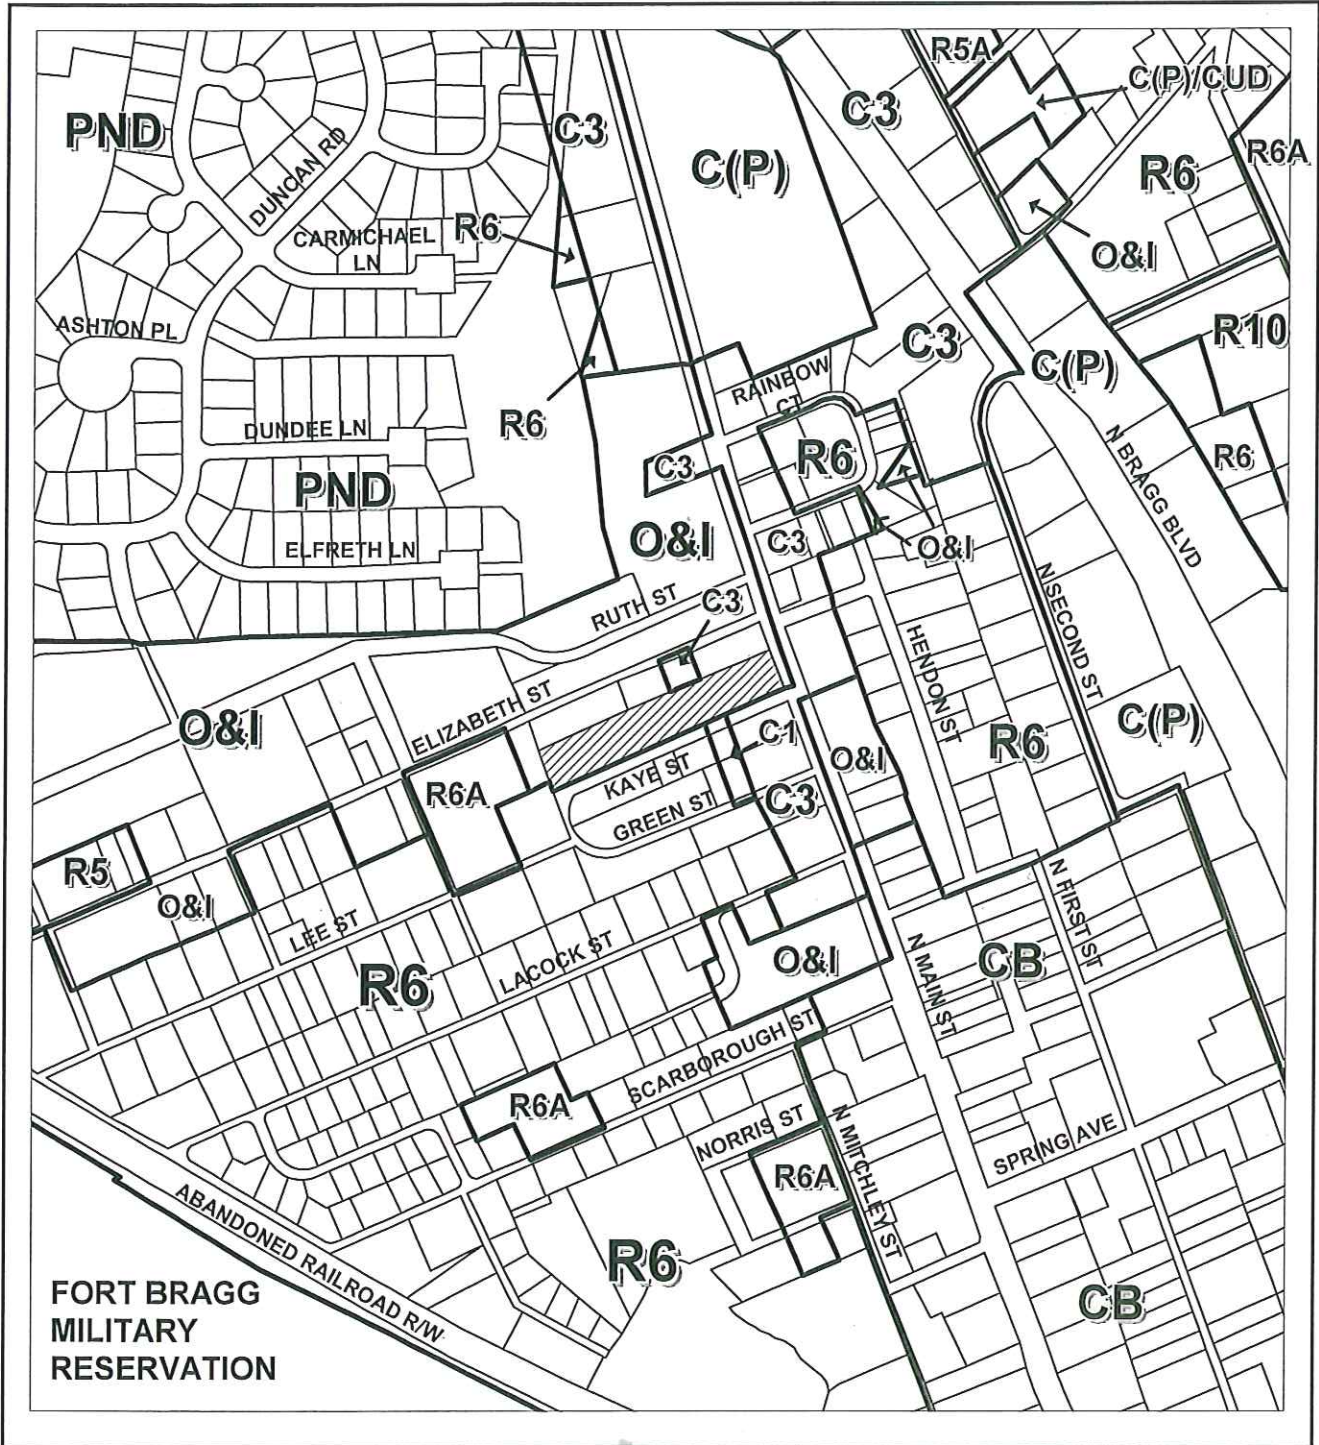 R5A
C(P)/CUD
PND
C3
C3
C(P)
R6
R6A
DUNCAN RD
CARMICHAEL
LN
R6
O&I
ASHTON PL
C3
R10
C(P)
RAINBOW
CT
R6
DUNDEE LN
R6
R6
C3
N BRAGG BLVD
PND
O&I
C3
O&I
ELFRETH LN
RUTH ST
C3
N SECOND ST
HENDON ST
ELIZABETH ST
O&I
C1
O&I
R6
C(P)
R6A
KAYE ST
GREEN ST
C3
R5
O&I
LEE ST
N FIRST ST
LACOCK ST
O&I
N MAIN ST
CB
R6
SCARBOROUGH ST
R6A
NORRIS ST
N MITCHLEY ST
SPRING AVE
R6A
ABANDONED RAILROAD R/W
R6
FORT BRAGG
MILITARY
RESERVATION
CB